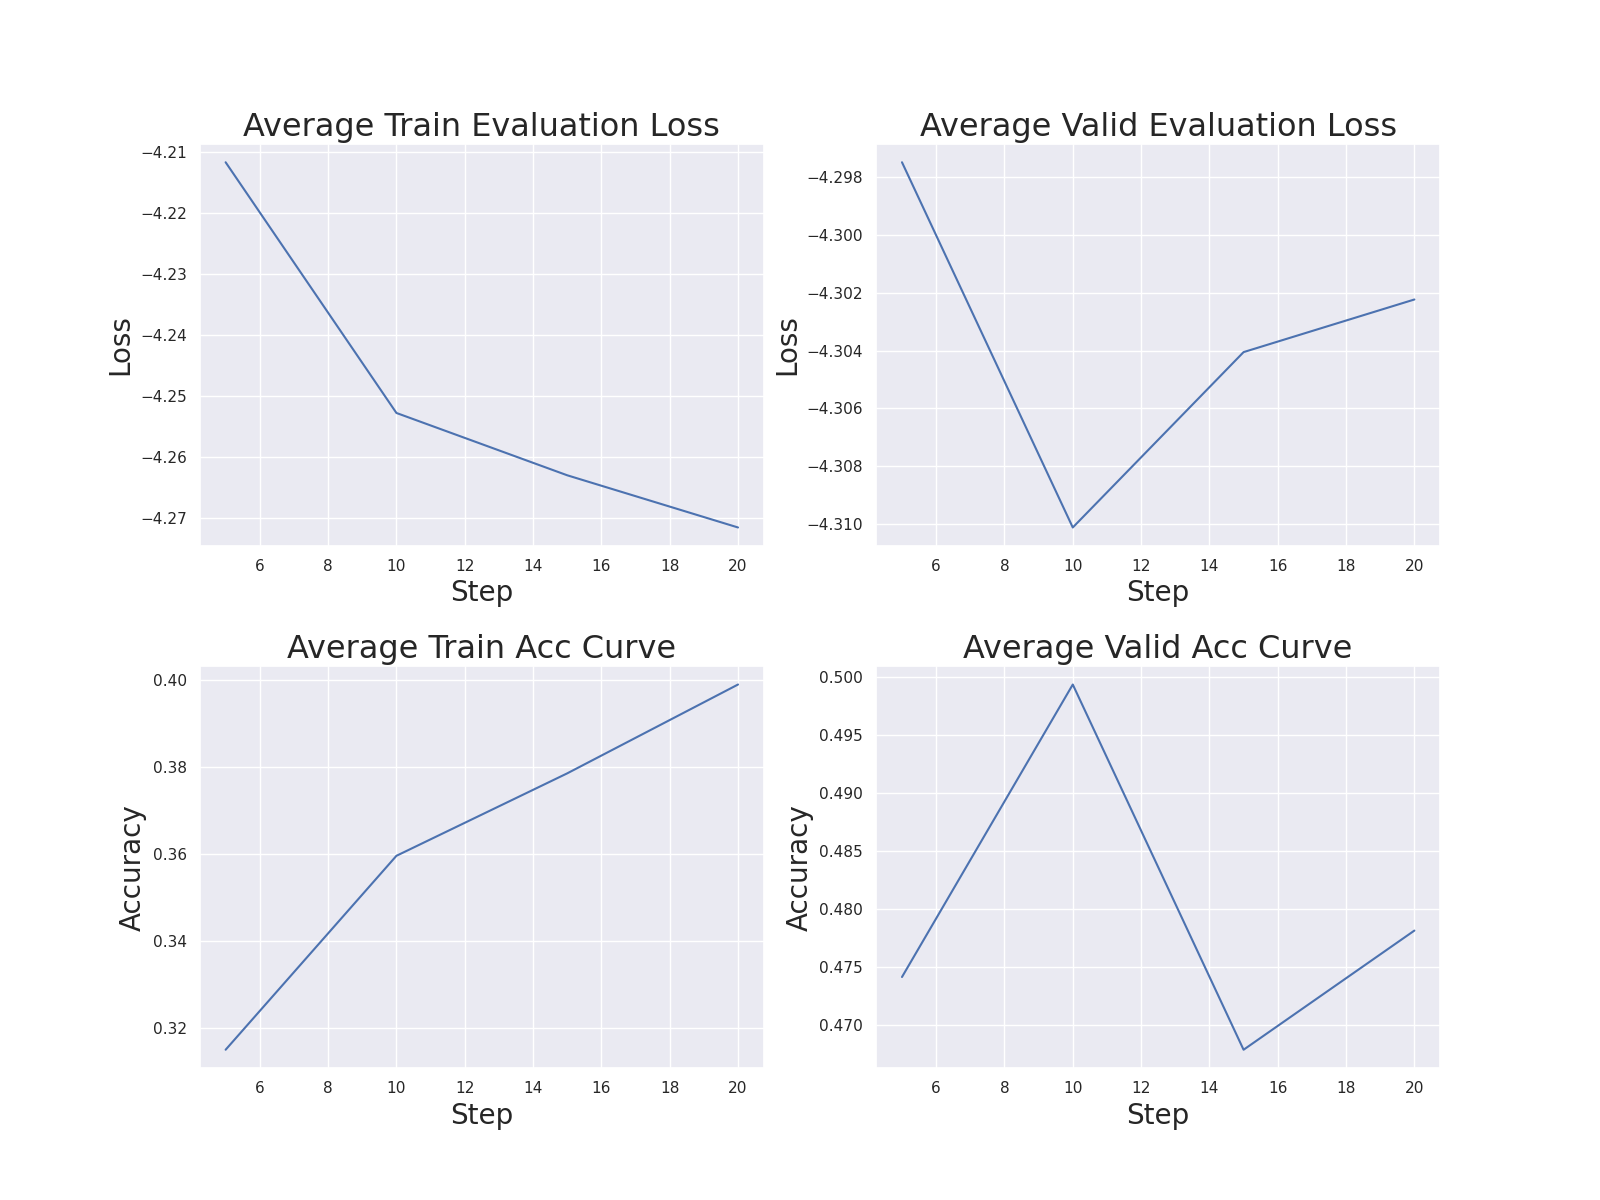 Average Train Evaluation Loss
−4.21
−4.22
−4.23
−4.24
−4.25
−4.26
−4.27
Loss
6 8 10 12 14 16 18 20
Step
Average Valid Evaluation Loss
−4.298
−4.300
−4.302
−4.304
−4.306
−4.308
−4.310
Loss
6 8 10 12 14 16 18 20
Step
Average Train Acc Curve
0.40
0.38
0.36
0.34
0.32
Accuracy
6 8 10 12 14 16 18 20
Step
Average Valid Acc Curve
0.500
0.495
0.490
0.485
0.480
0.475
0.470
Accuracy
6 8 10 12 14 16 18 20
Step